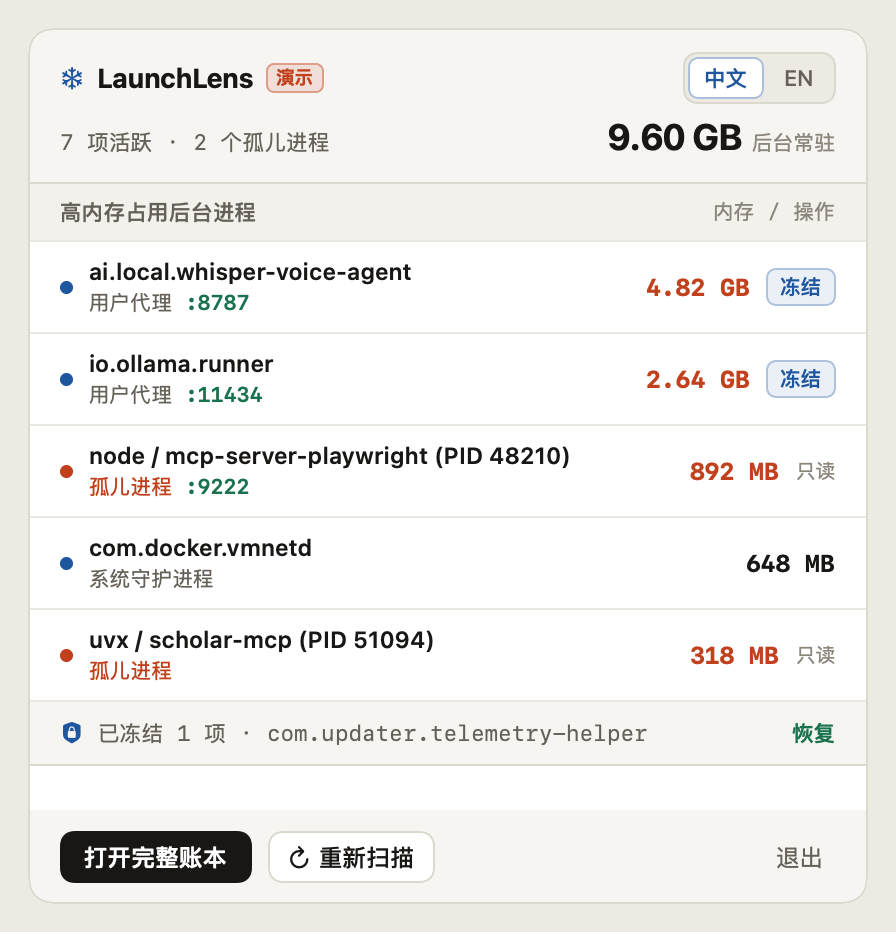 LaunchLens 演示 中文 EN
7 项活跃 · 2 个孤儿进程 9.60 GB 后台常驻
高内存占用后台进程 内存 / 操作
ai.local.whisper-voice-agent
用户代理 :8787
4.82 GB 冻结
io.ollama.runner
用户代理 :11434
2.64 GB 冻结
node / mcp-server-playwright (PID 48210)
孤儿进程 :9222
892 MB 只读
com.docker.vmnetd
系统守护进程
648 MB
uvx / scholar-mcp (PID 51094)
孤儿进程
318 MB 只读
已冻结 1 项 · com.updater.telemetry-helper 恢复
打开完整账本 重新扫描 退出